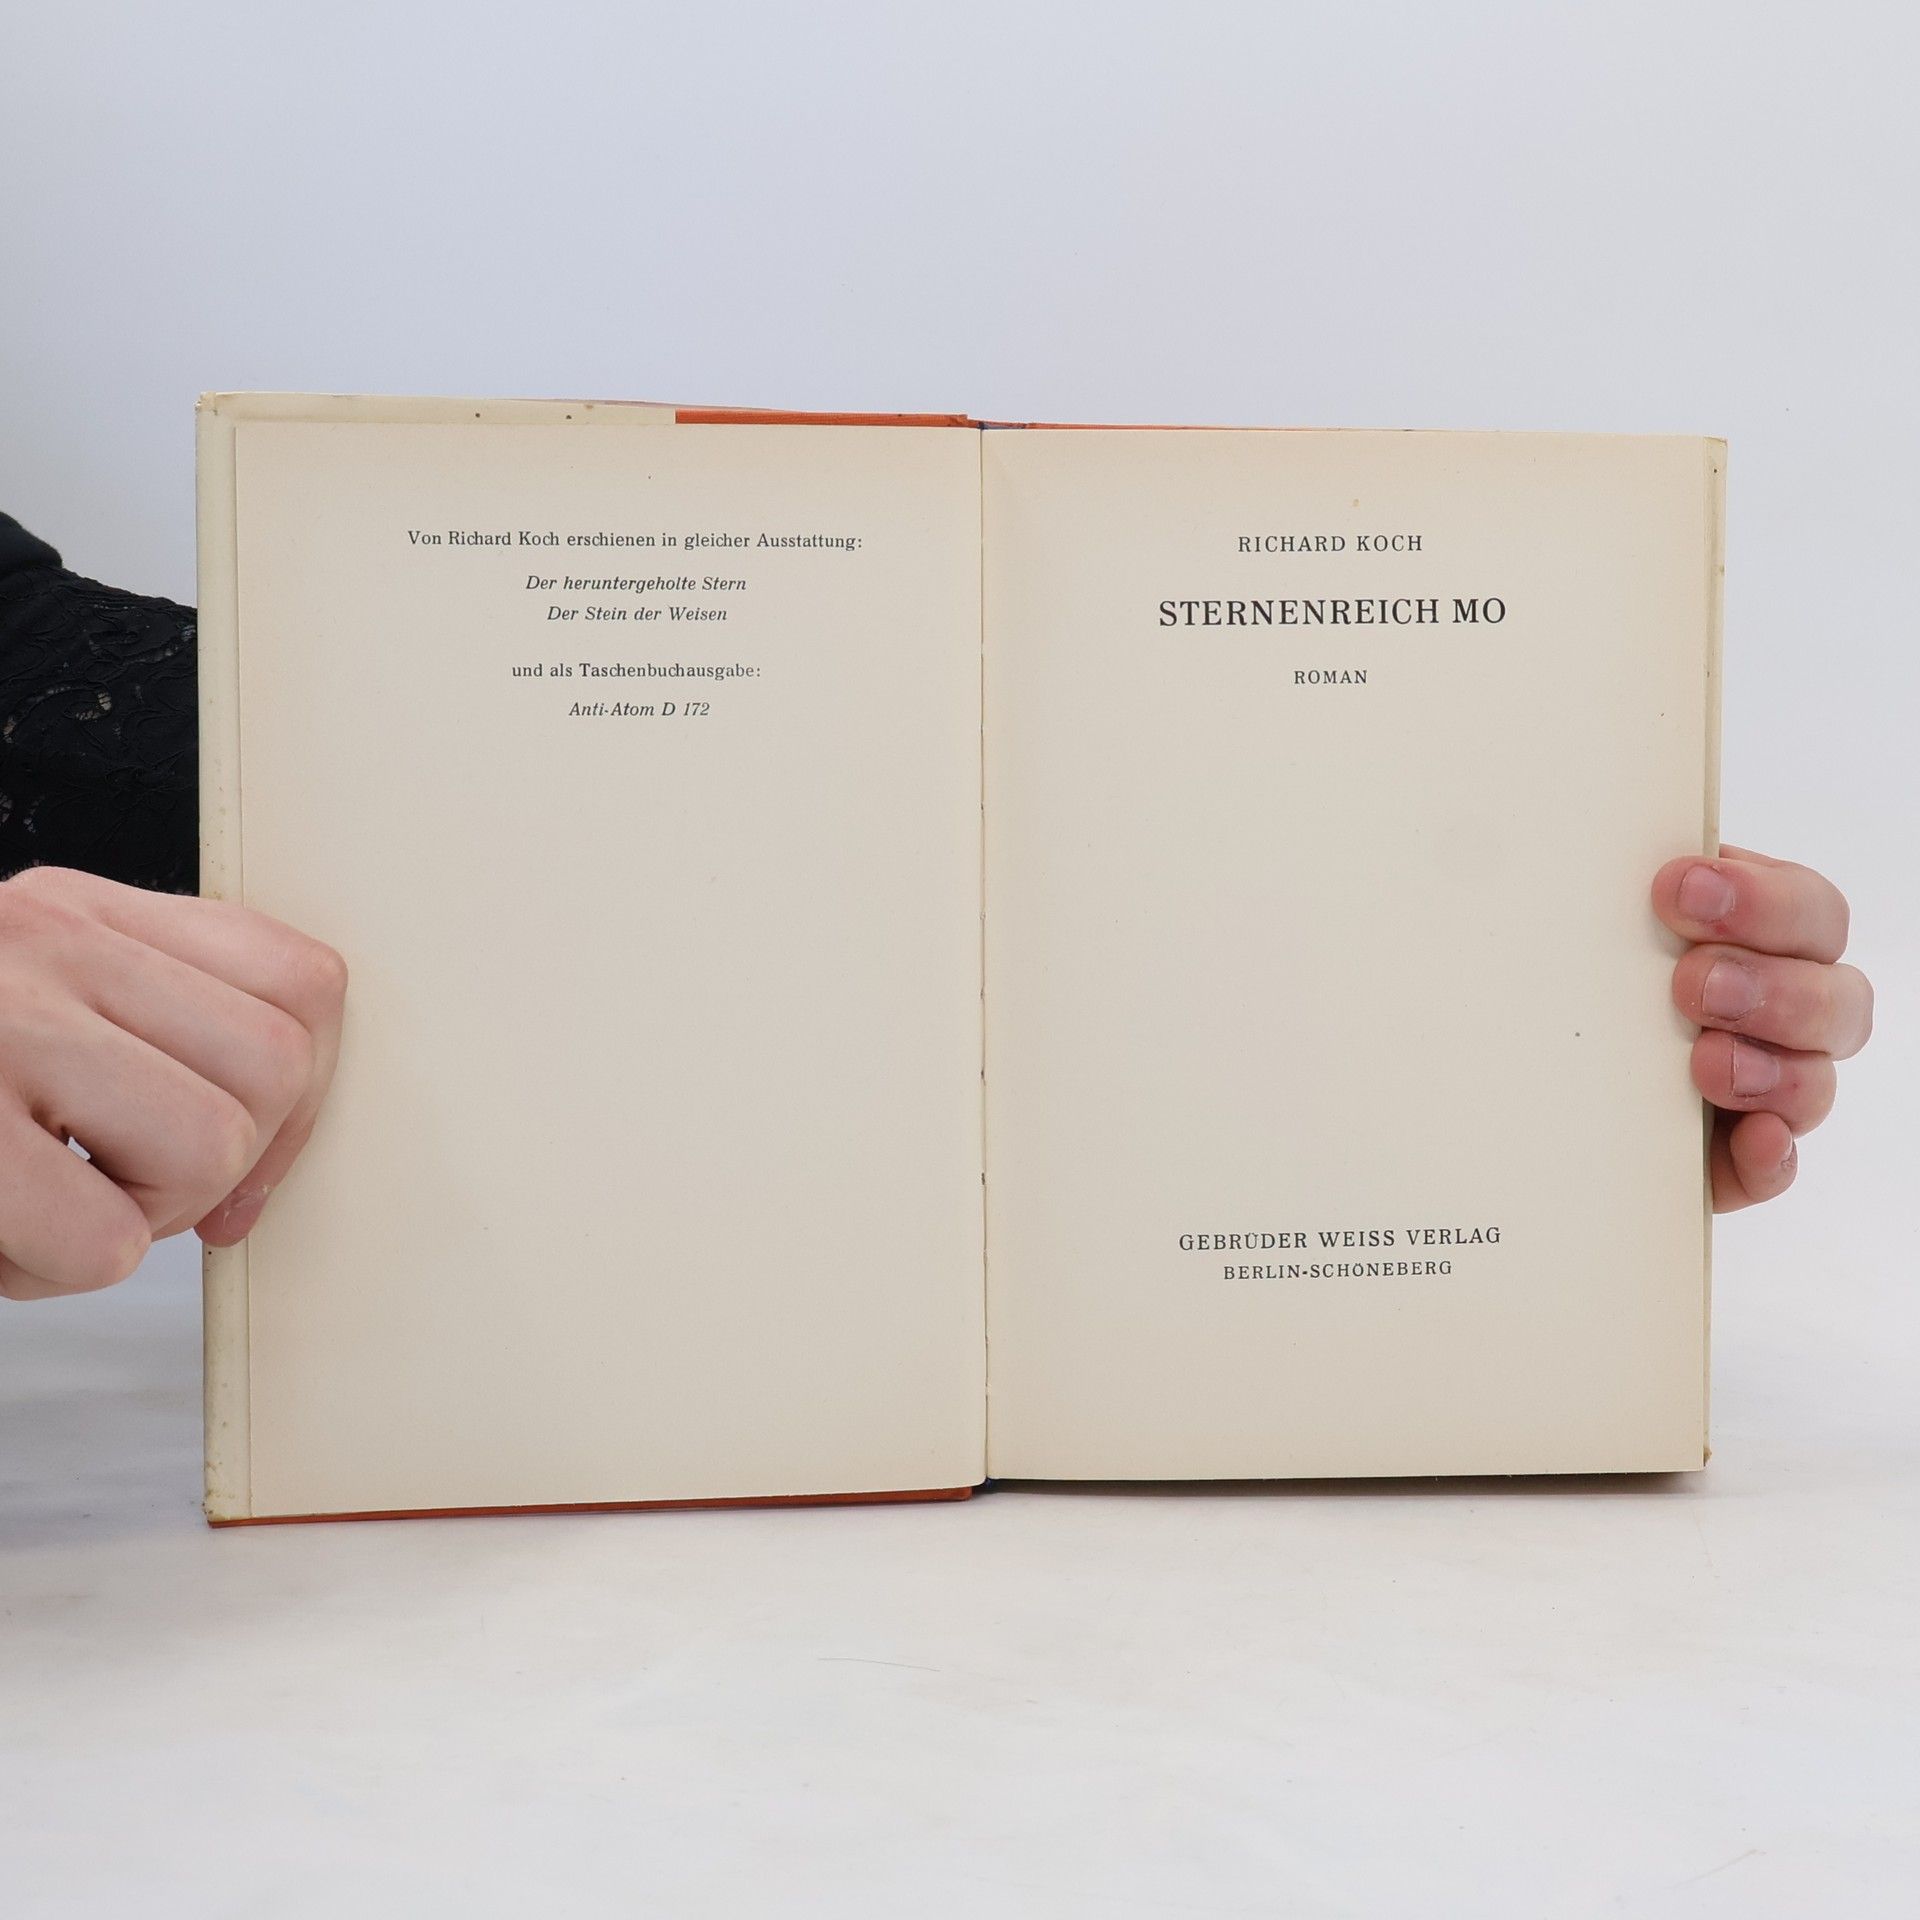 Von Richard Koch erschienen in gleicher Ausstattung:
Der heruntergeholte Stern
Der Stein der Weisen
und als Taschenbuchausgabe:
Anti-Atom D 172
RICHARD KOCH
STERNENREICH MO
ROMAN
GEBRÜDER WEISS VERLAG
BERLIN-SCHÖNEBERG